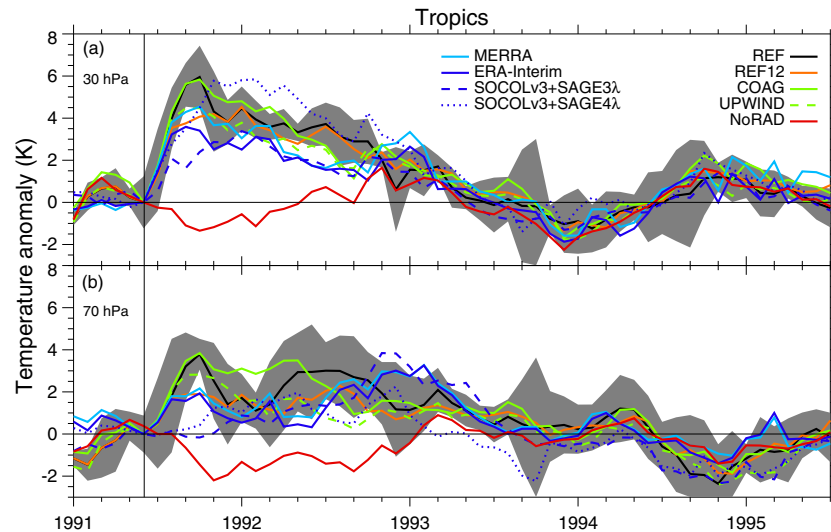 Tropics
(a)
30 hPa
MERRA
ERA-Interim
SOCOLv3+SAGE3λ
SOCOLv3+SAGE4λ
REF
REF12
COAG
UPWIND
NoRAD
8
6
4
2
0
-2
Temperature anomaly (K)
(b)
70 hPa
8
6
4
2
0
-2
1991 1992 1993 1994 1995